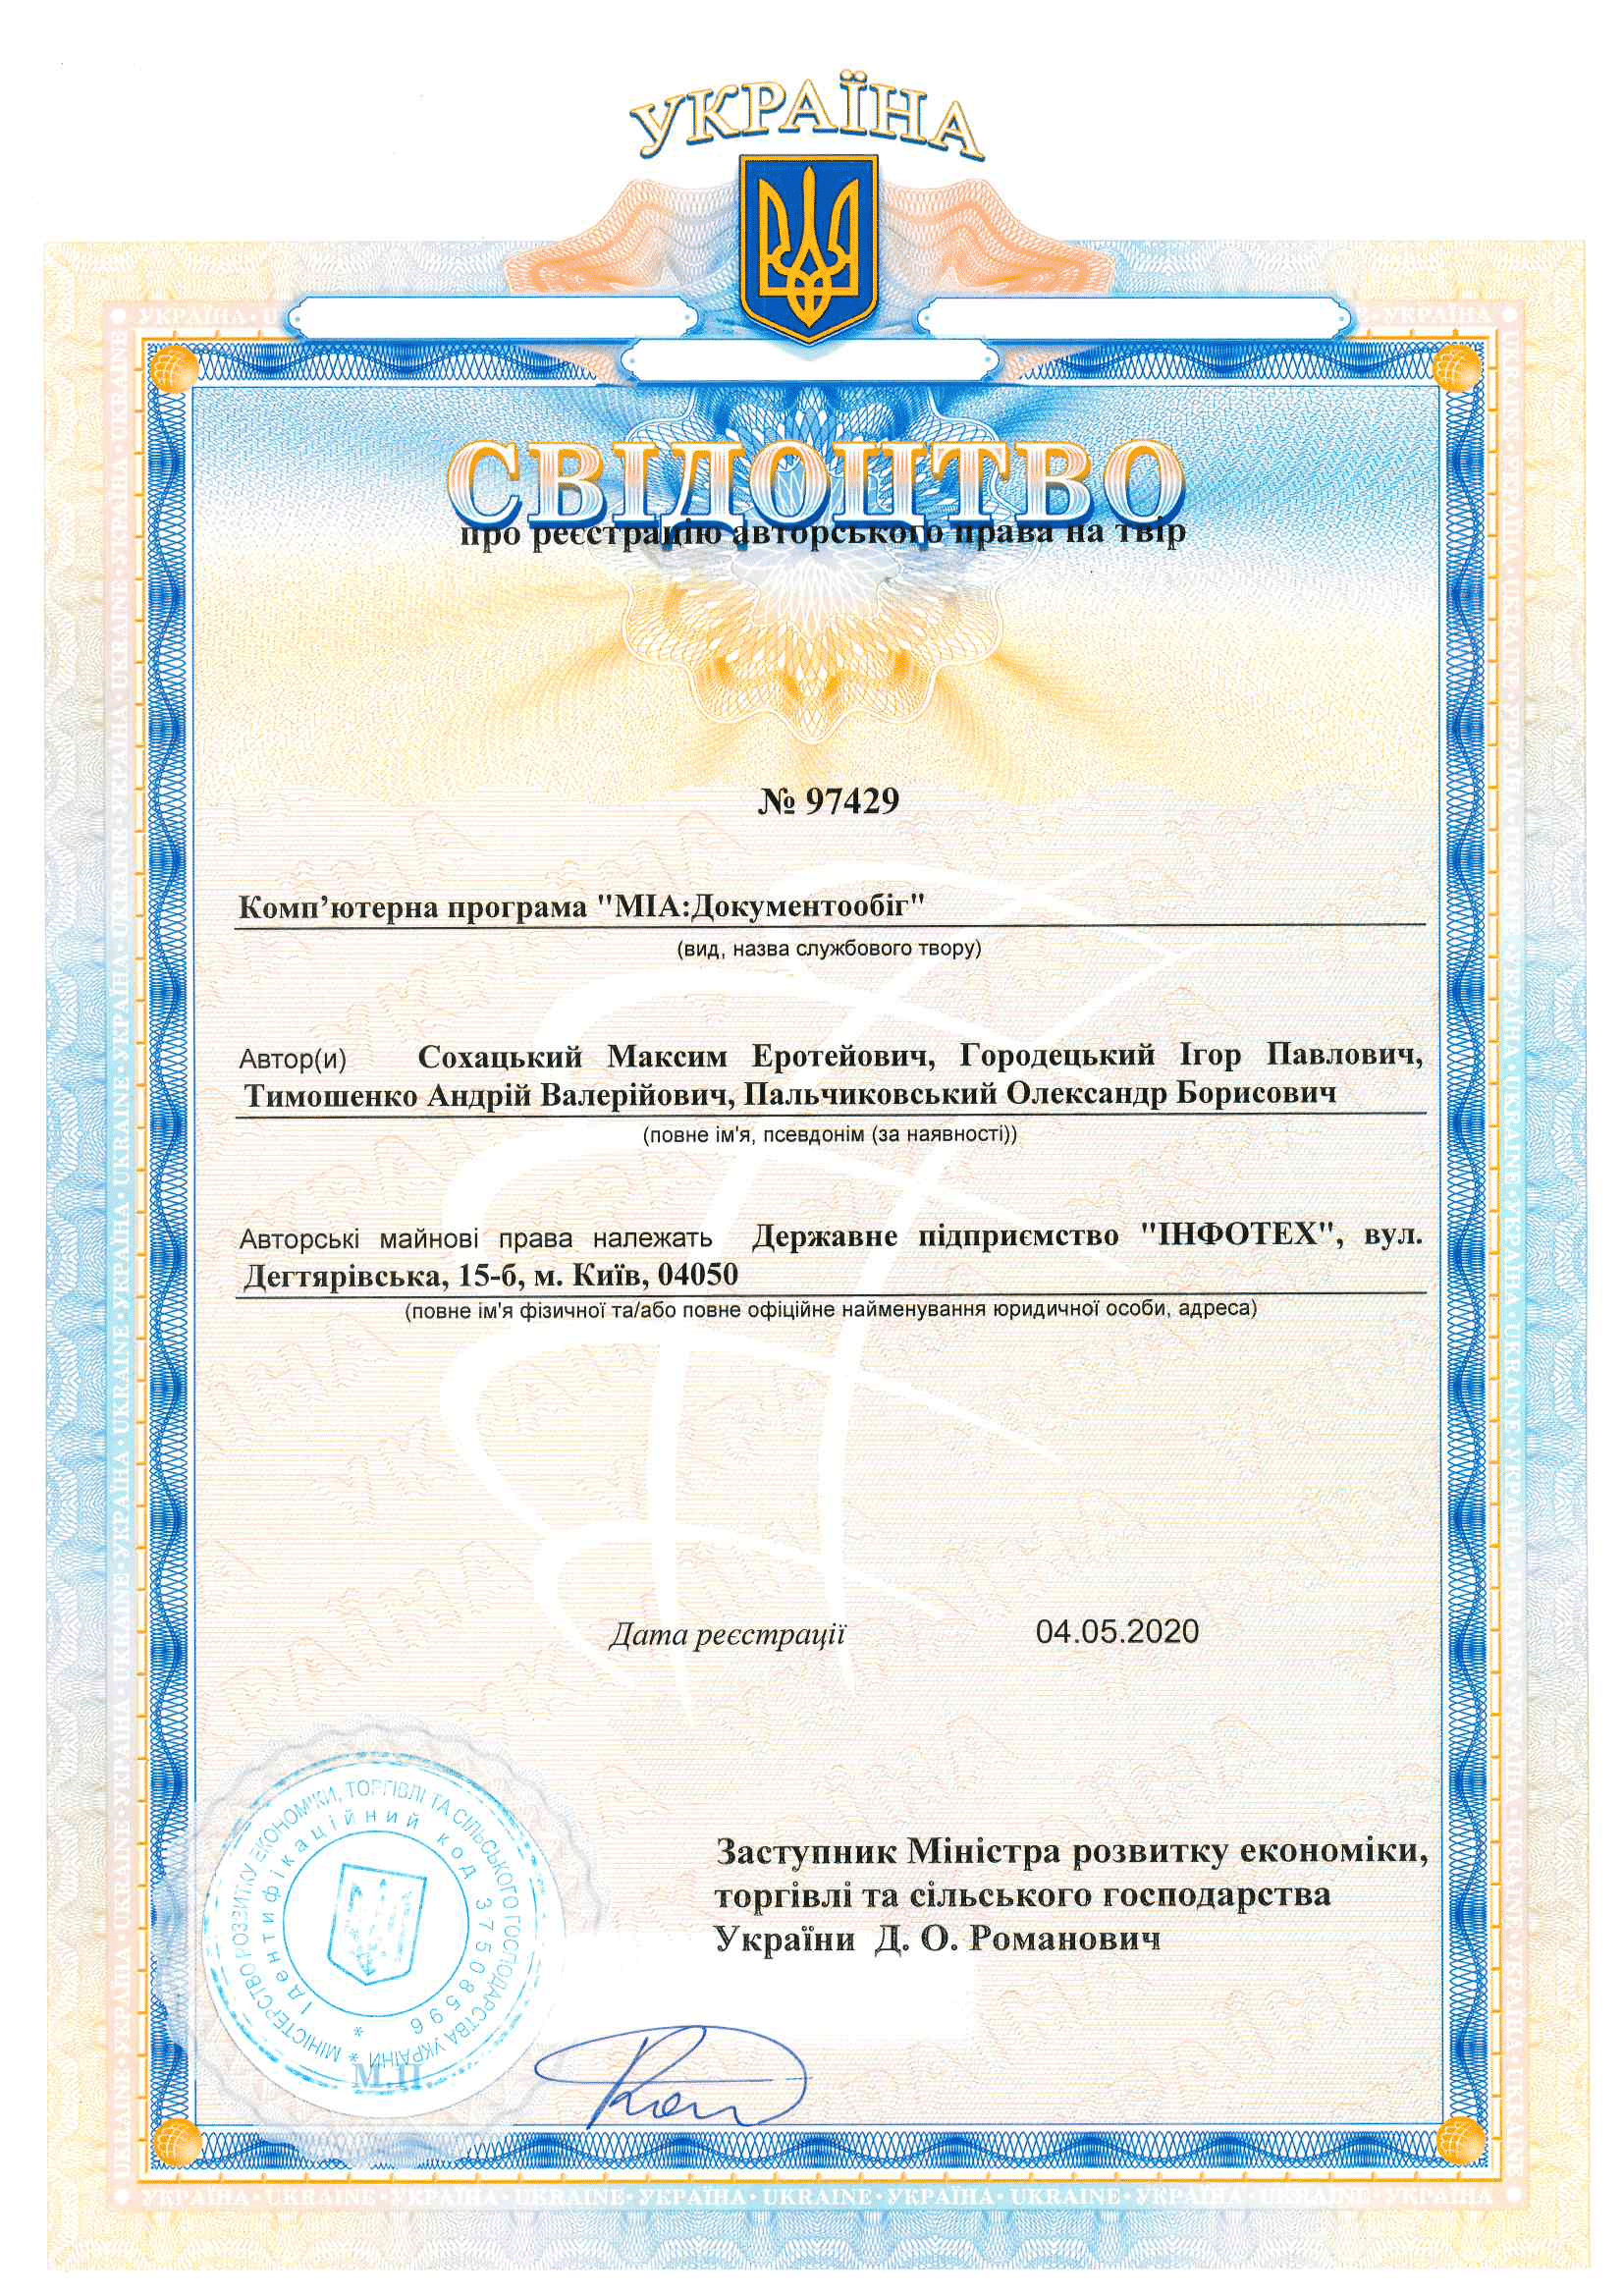 УКРАЇНА
СВІДОЦТВО
про реєстрацію авторського права на твір
№ 97429
Комп’ютерна програма "МІА:Документообіг"
(вид, назва службового твору)
Автор(и) Сохацький Максим Еротейович, Городецький Ігор Павлович,
Тимошенко Андрій Валерійович, Пальчиковський Олександр Борисович
(повне ім'я, псевдонім (за наявності))
Авторські майнові права належать Державне підприємство "ІНФОТЕХ", вул.
Дегтярівська, 15-б, м. Київ, 04050
(повне ім'я фізичної та/або повне офіційне найменування юридичної особи, адреса)
Дата реєстрації 04.05.2020
Заступник Міністра розвитку економіки,
торгівлі та сільського господарства
України Д. О. Романович
МІНІСТЕРСТВО РОЗВИТКУ ЕКОНОМІКИ, ТОРГІВЛІ ТА СІЛЬСЬКОГО ГОСПОДАРСТВА УКРАЇНИ *
Ідентифікаційний код 37508596 *
М.П.
УКРАЇНА • UKRAINE • УКРАЇНА • UKRAINE • УКРАЇНА • UKRAINE • УКРАЇНА • UKRAINE • УКРАЇНА • UKRAINE • УКРАЇНА